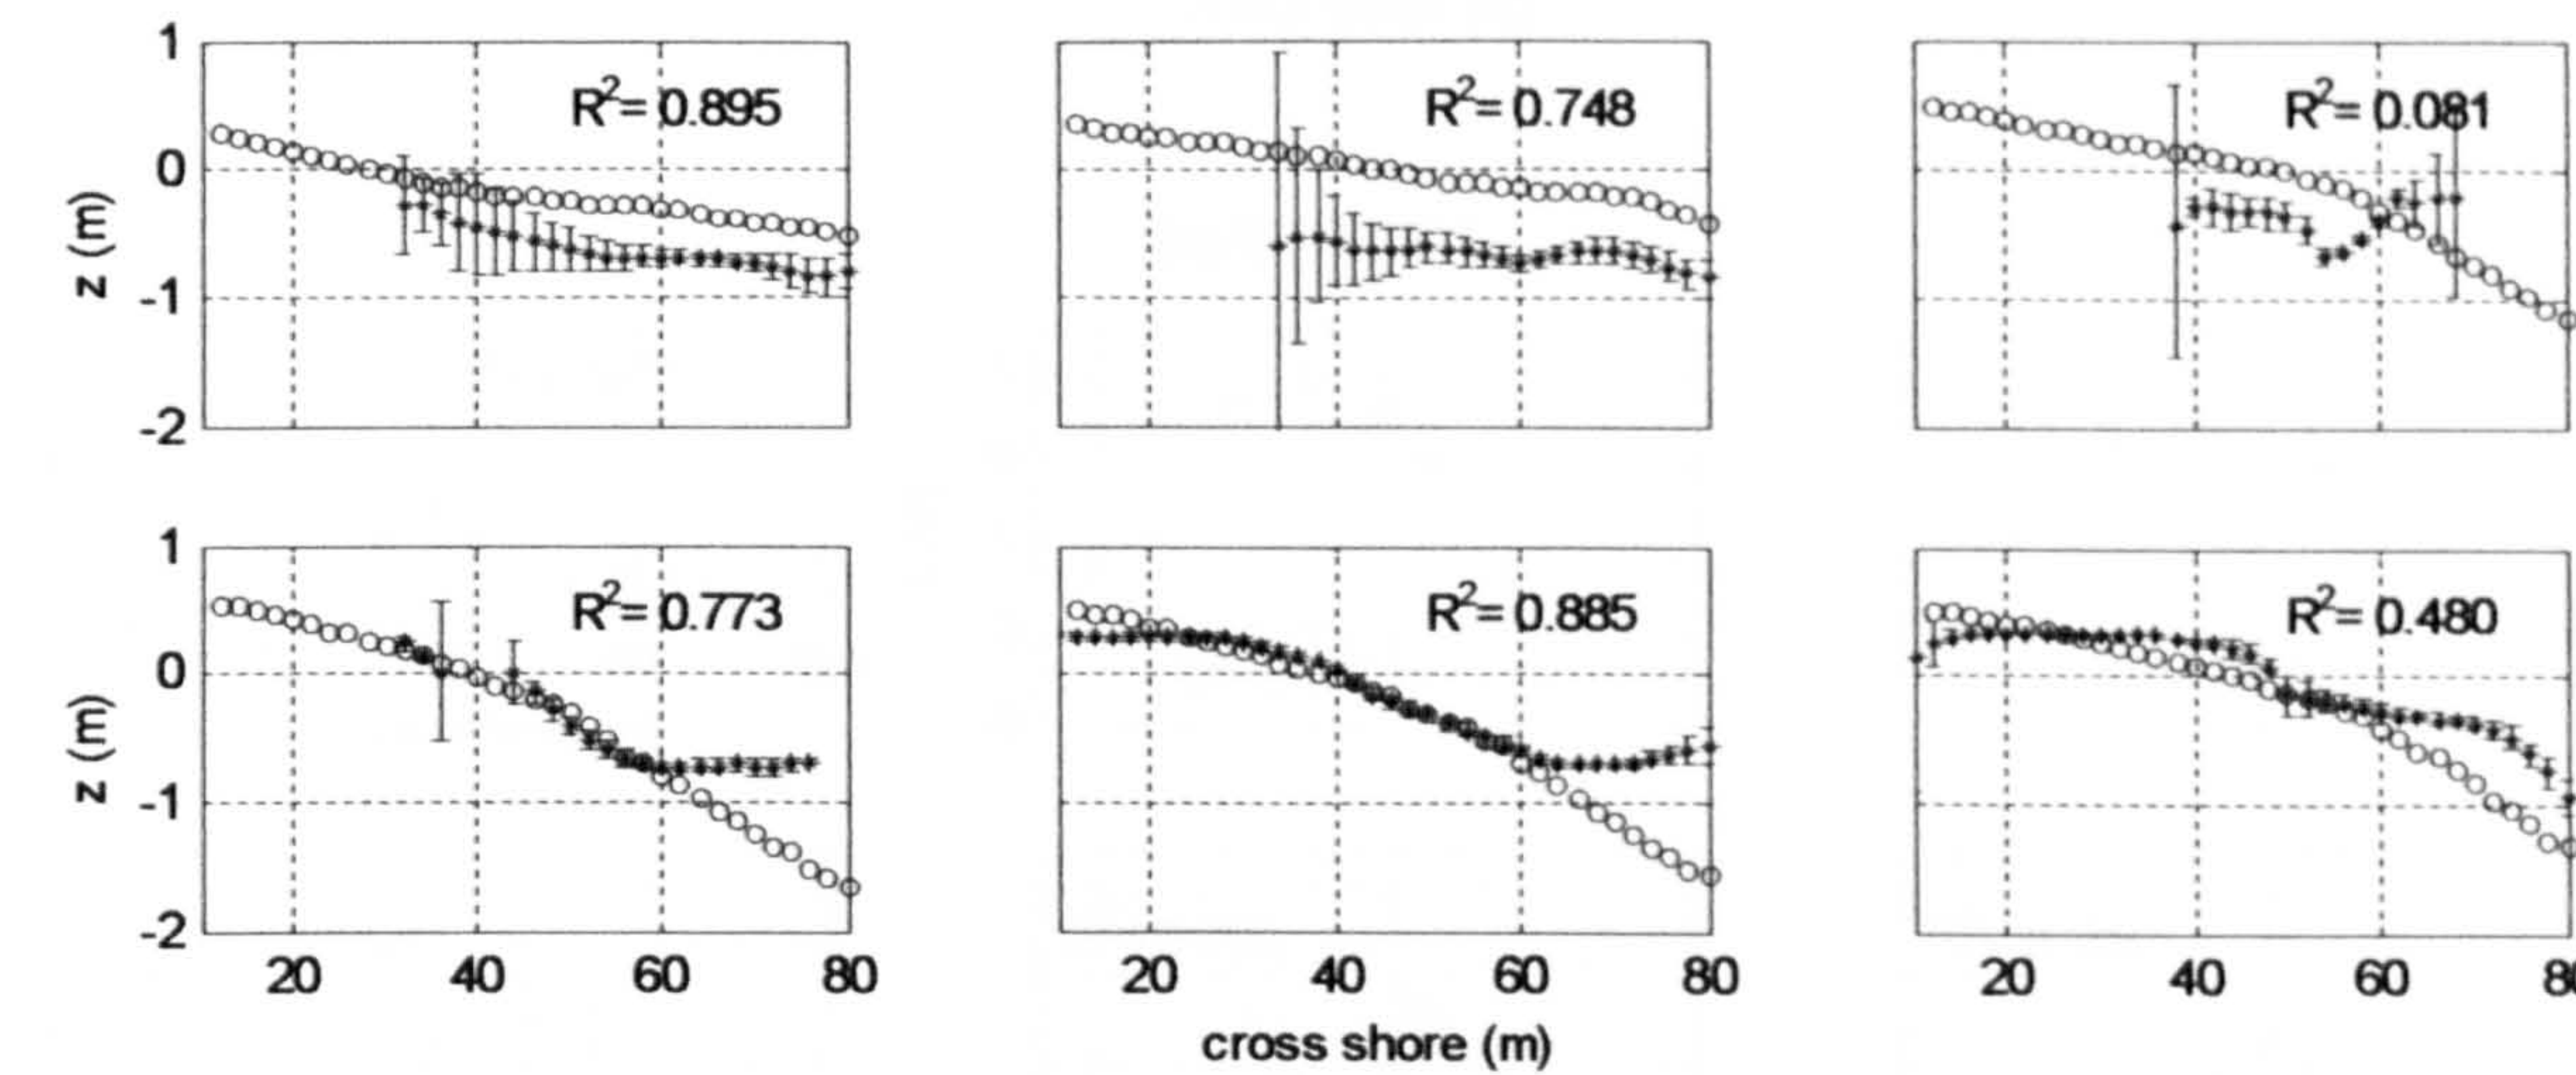 1
0
-1
-2
z (m)
R²= 0.895
R²= 0.748
R²= 0.081
1
0
-1
-2
z (m)
R²= 0.773
R²= 0.885
R²= 0.480
20 40 60 80
20 40 60 80
20 40 60
cross shore (m)